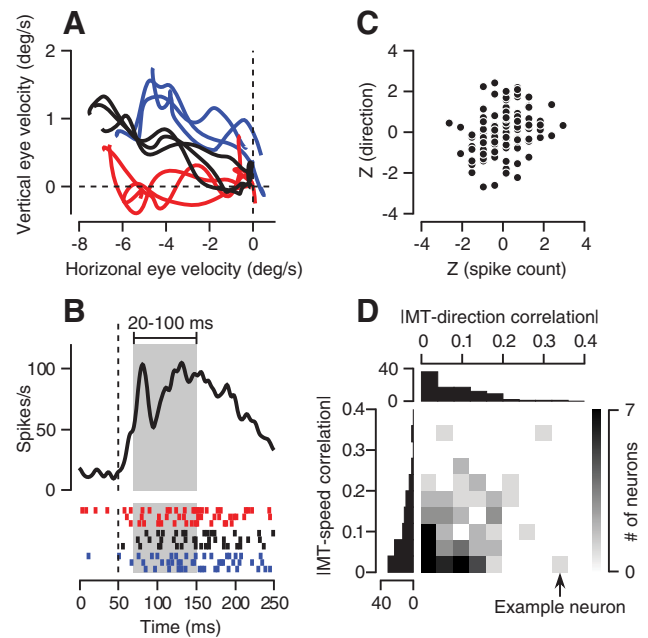 A
Vertical eye velocity (deg/s)
2
1
0
-8 -6 -4 -2 0
Horizonal eye velocity (deg/s)
B
20-100 ms
Spikes/s
100
50
0
0 50 100 150 200 250
Time (ms)
C
Z (direction)
4
2
0
-2
-4
-4 -2 0 2 4
Z (spike count)
D
|MT-direction correlation|
0 0.1 0.2 0.3 0.4
40
0
|MT-speed correlation|
0.4
0.3
0.2
0.1
0
40 0
7
0
# of neurons
Example neuron